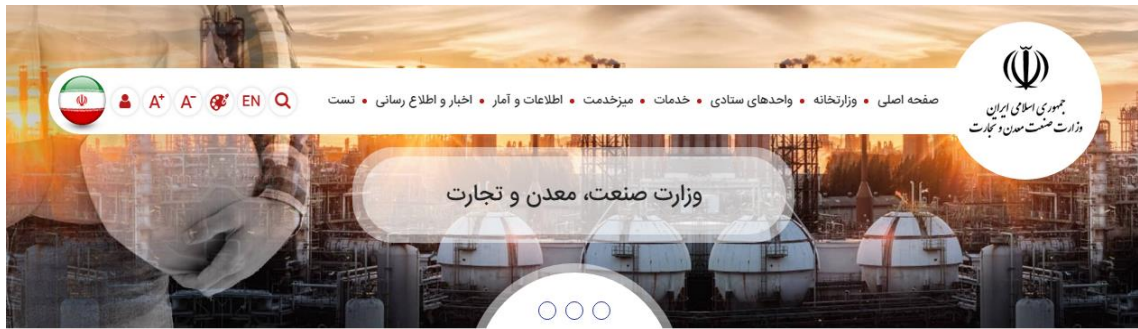 جمهوری اسلامی ایران
وزارت صنعت معدن و تجارت
صفحه اصلی • وزارتخانه • واحدهای ستادی • خدمات • میزخدمت • اطلاعات و آمار • اخبار و اطلاع رسانی • تست
EN A⁻ A⁺
وزارت صنعت، معدن و تجارت